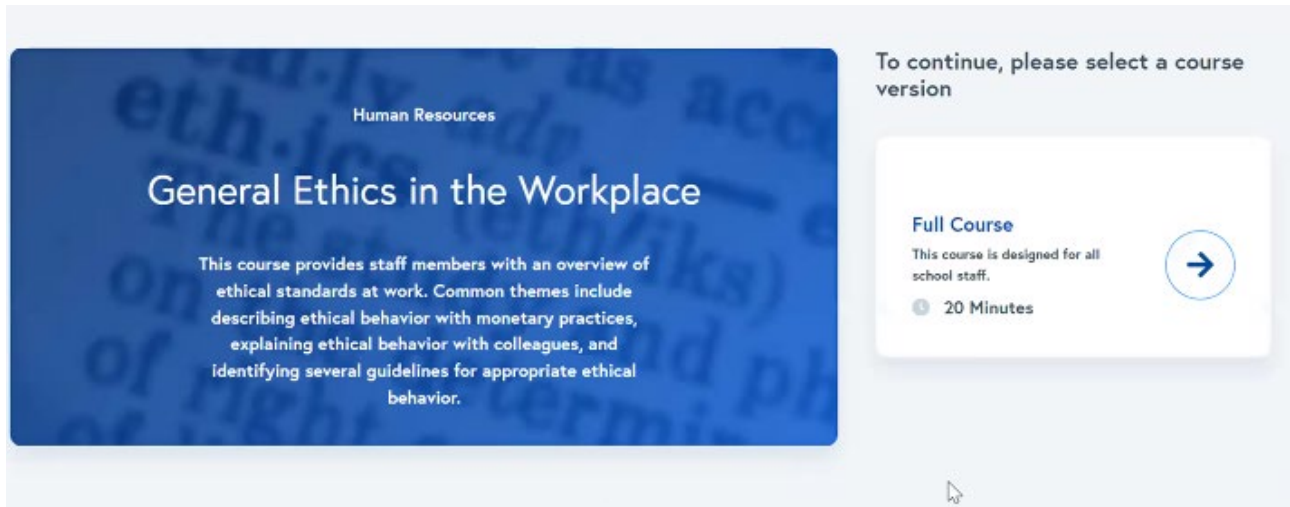 Human Resources
General Ethics in the Workplace
This course provides staff members with an overview of
ethical standards at work. Common themes include
describing ethical behavior with monetary practices,
explaining ethical behavior with colleagues, and
identifying several guidelines for appropriate ethical
behavior.
To continue, please select a course
version
Full Course
This course is designed for all
school staff.
20 Minutes